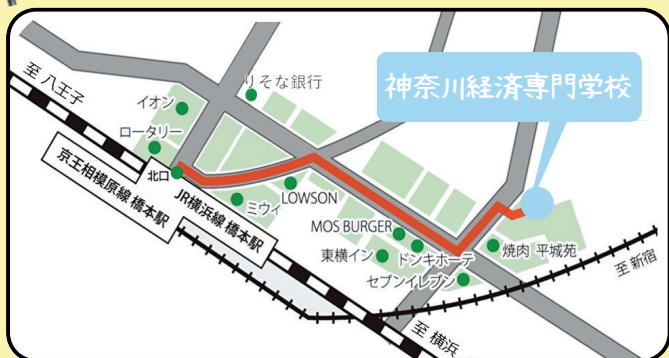 至 八王子
イオン
りそな銀行
神奈川経済専門学校
ロータリー
北口
京王相模原線 橋本駅
JR横浜線 橋本駅
ミウィ
LOWSON
MOS BURGER
東横イン
ドンキホーテ
セブンイレブン
焼肉 平城苑
至 新宿
至 横浜